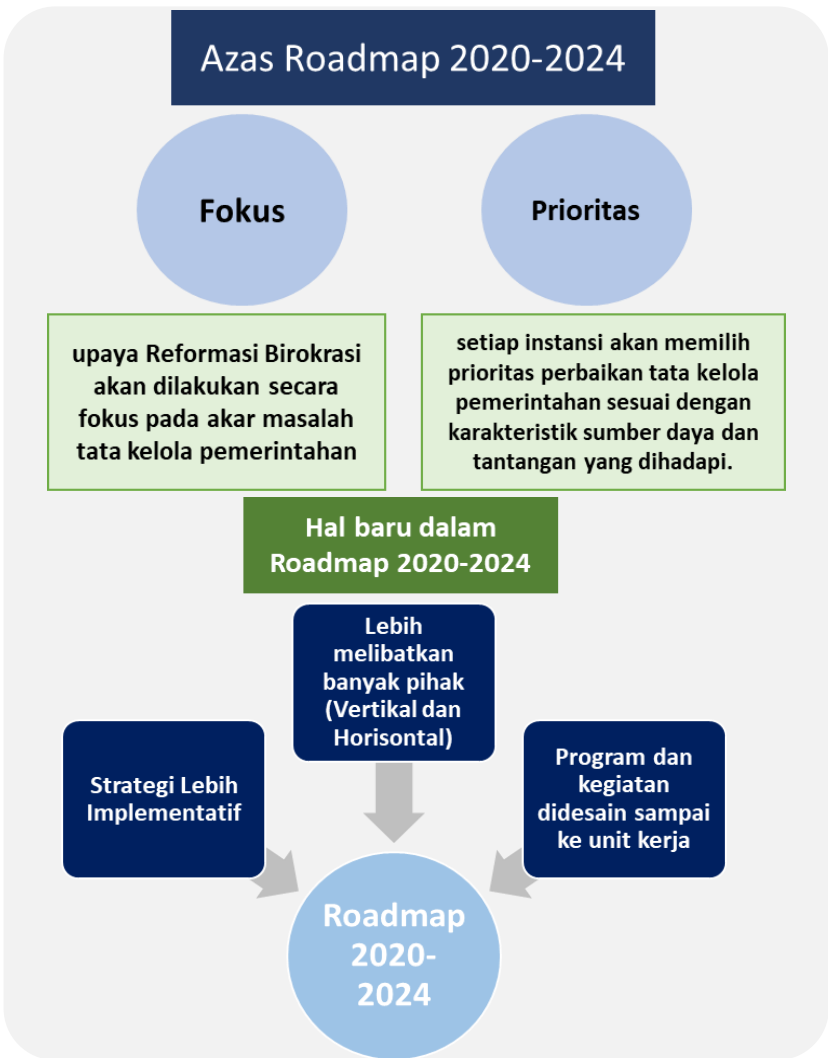 Azas Roadmap 2020-2024
Fokus
Prioritas
upaya Reformasi Birokrasi
akan dilakukan secara
fokus pada akar masalah
tata kelola pemerintahan
setiap instansi akan memilih
prioritas perbaikan tata kelola
pemerintahan sesuai dengan
karakteristik sumber daya dan
tantangan yang dihadapi.
Hal baru dalam
Roadmap 2020-2024
Lebih
melibatkan
banyak pihak
(Vertikal dan
Horisontal)
Strategi Lebih
Implementatif
Program dan
kegiatan
didesain sampai
ke unit kerja
Roadmap
2020-
2024